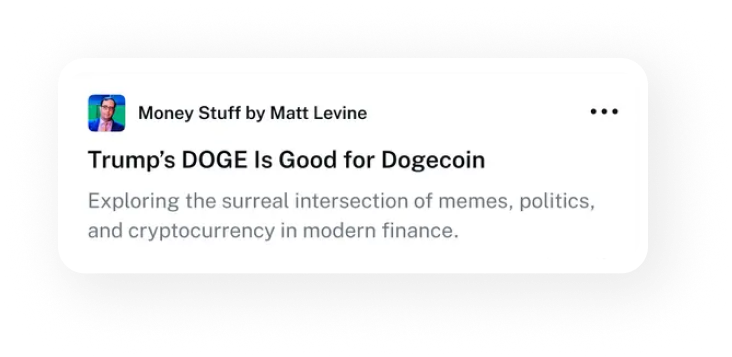 Money Stuff by Matt Levine
Trump’s DOGE Is Good for Dogecoin
Exploring the surreal intersection of memes, politics,
and cryptocurrency in modern finance.